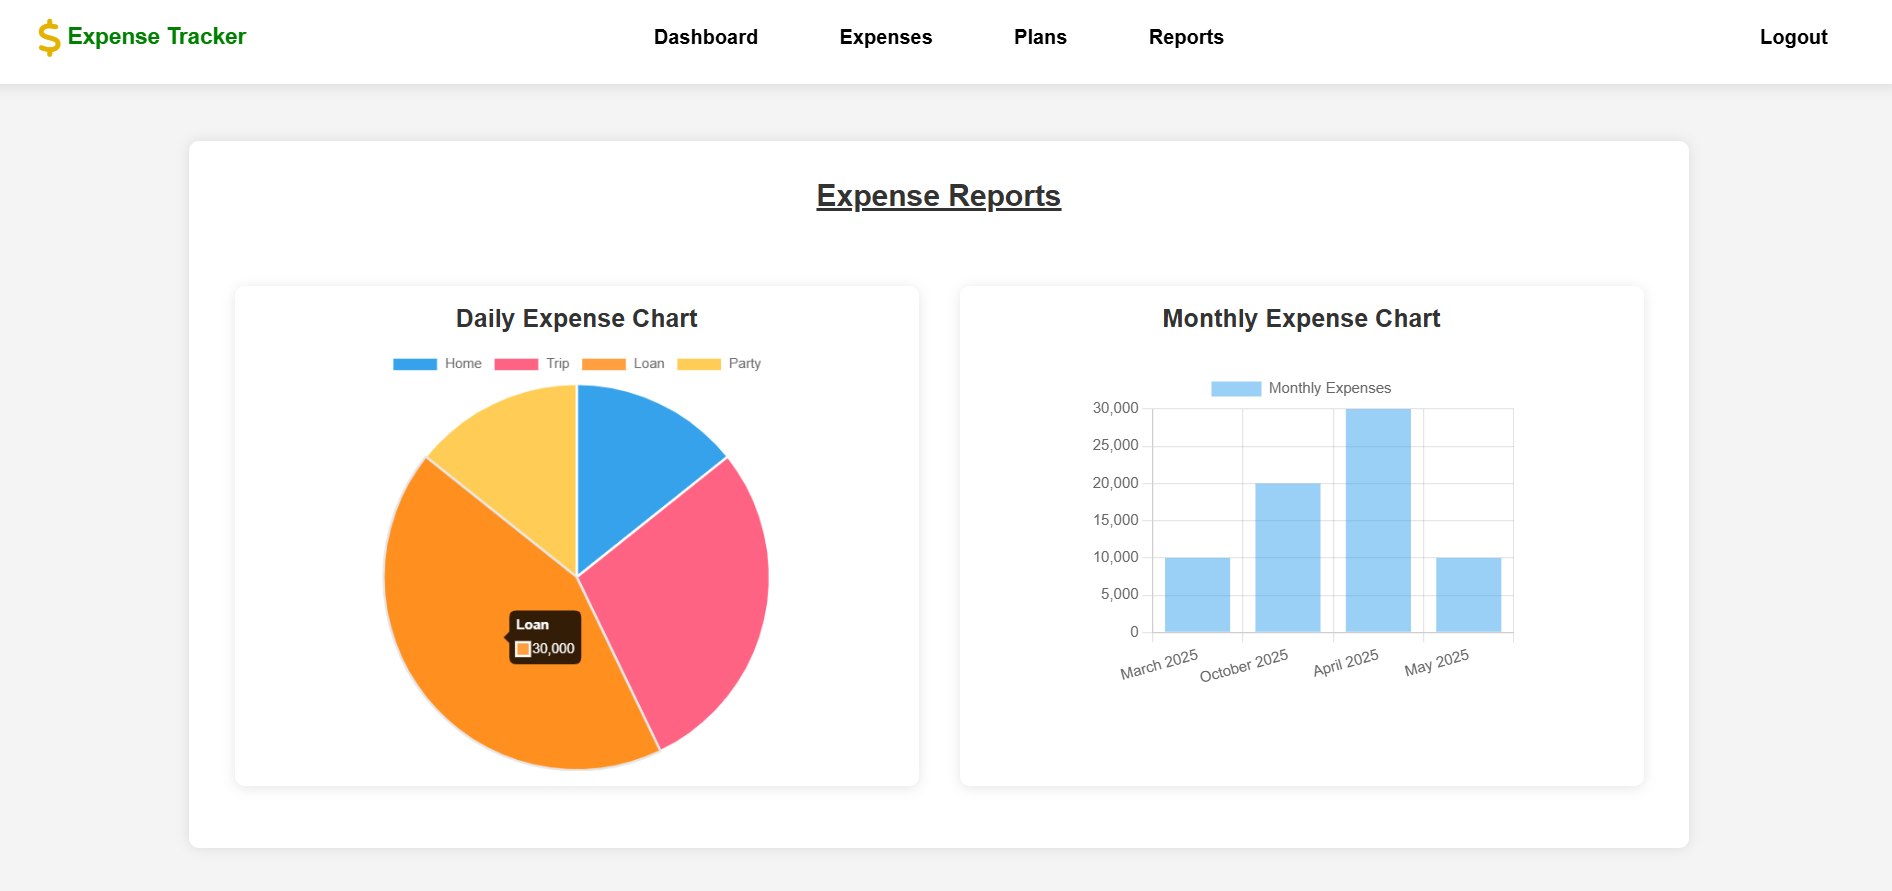 $ Expense Tracker
Dashboard
Expenses
Plans
Reports
Logout
Expense Reports
Daily Expense Chart
Home Trip Loan Party
Loan
30,000
Monthly Expense Chart
Monthly Expenses
30,000
25,000
20,000
15,000
10,000
5,000
0
March 2025
October 2025
April 2025
May 2025